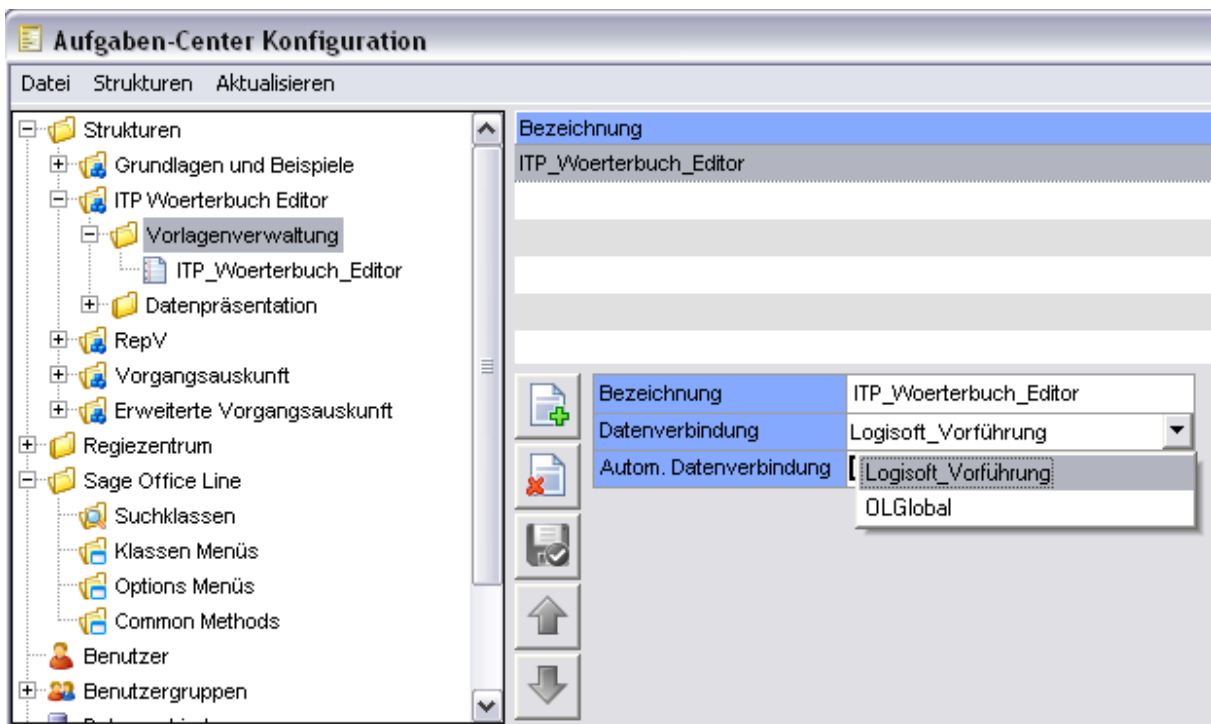 Aufgaben-Center Konfiguration
Datei Strukturen Aktualisieren
Strukturen
Grundlagen und Beispiele
ITP Woerterbuch Editor
Vorlagenverwaltung
ITP_Woerterbuch_Editor
Datenpräsentation
RepV
Vorgangsauskunft
Erweiterte Vorgangsauskunft
Regiezentrum
Sage Office Line
Suchklassen
Klassen Menüs
Options Menüs
Common Methods
Benutzer
Benutzergruppen
Bezeichnung
ITP_Woerterbuch_Editor
Bezeichnung ITP_Woerterbuch_Editor
Datenverbindung Logisoft_Vorführung
Autom. Datenverbindung
Logisoft_Vorführung
OLGlobal